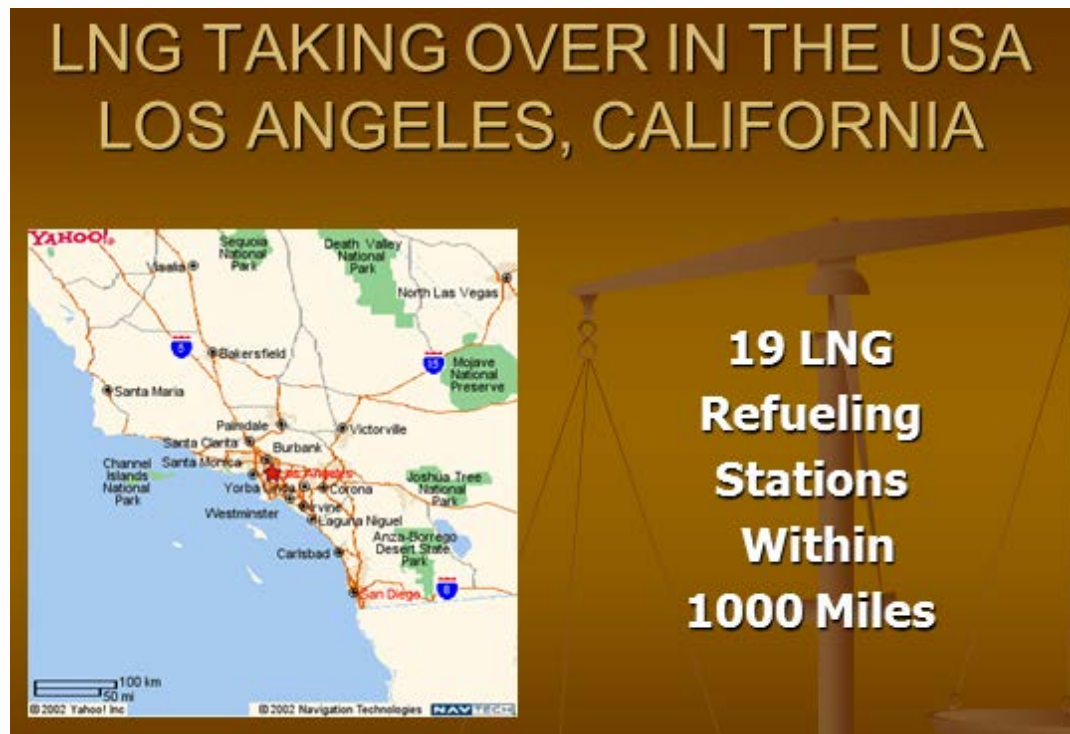 LNG TAKING OVER IN THE USA
LOS ANGELES, CALIFORNIA
YAHOO!
Sequoia
National
Park
Death Valley
National
Park
Visalia
North Las Vegas
5
Bakersfield
15
Mojave
National
Preserve
Santa Maria
Palmdale
Victorville
Santa Clarita
Burbank
Channel
Islands
National
Park
Santa Monica
Los Angeles
Joshua Tree
National
Park
Yorba Linda
Corona
Westminster
Irvine
Laguna Niguel
Anza-Borrego
Desert State
Park
Carlsbad
San Diego
8
100 km
50 mi
©2002 Yahoo! Inc
©2002 Navigation Technologies
NAVTECH
19 LNG
Refueling
Stations
Within
1000 Miles